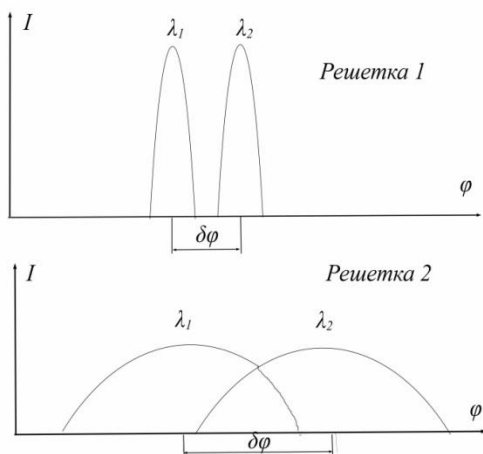 I
λ1
λ2
Решетка 1
φ
δφ
I
Решетка 2
λ1
λ2
φ
δφ